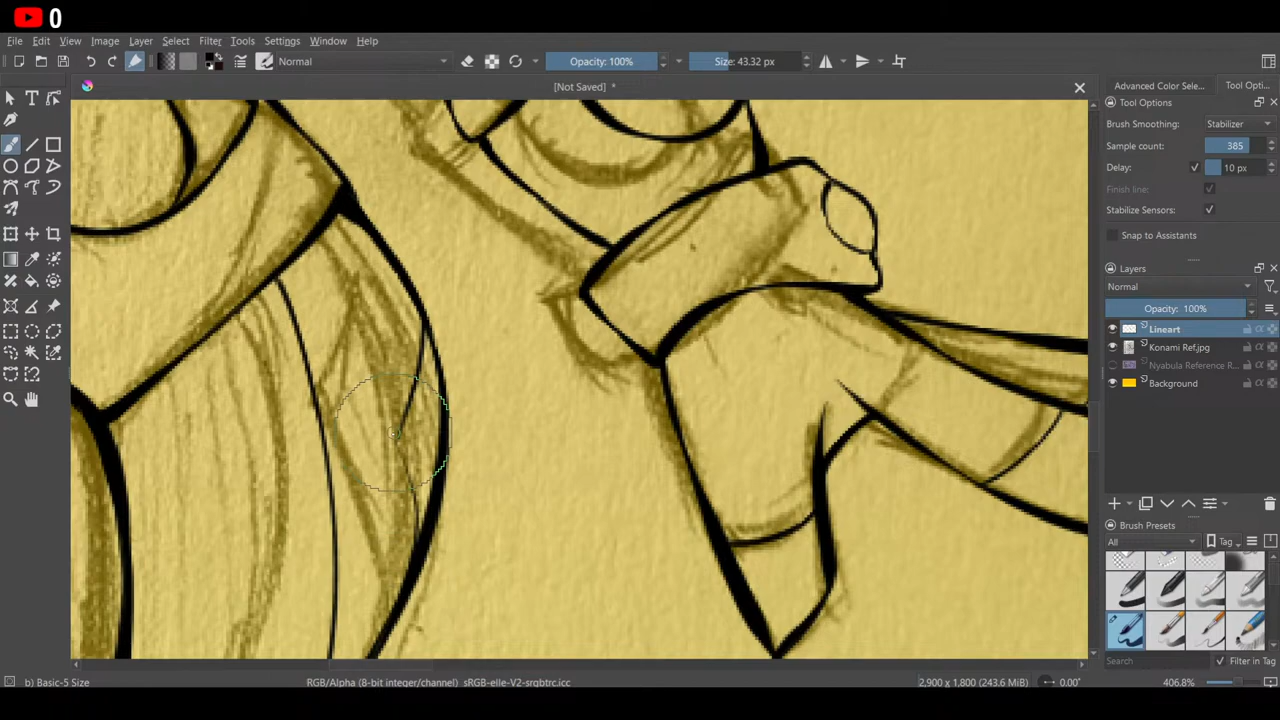 0
File Edit View Image Layer Select Filter Tools Settings Window Help
Normal Opacity: 100% Size: 43.32 px
[Not Saved] *
Advanced Color Sele... Tool Opti...
Tool Options
Brush Smoothing: Stabilizer
Sample count: 385
Delay: 10 px
Finish line:
Stabilize Sensors:
Snap to Assistants
Layers
Normal
Opacity: 100%
Lineart
Konami Ref.jpg
Nyabula Reference R...
Background
Brush Presets
All Tag
Search Filter in Tag
b) Basic-5 Size RGB/Alpha (8-bit integer/channel) sRGB-elle-V2-srgbtrc.icc 2,900 x 1,800 (243.6 MiB) 0.00° 406.8%